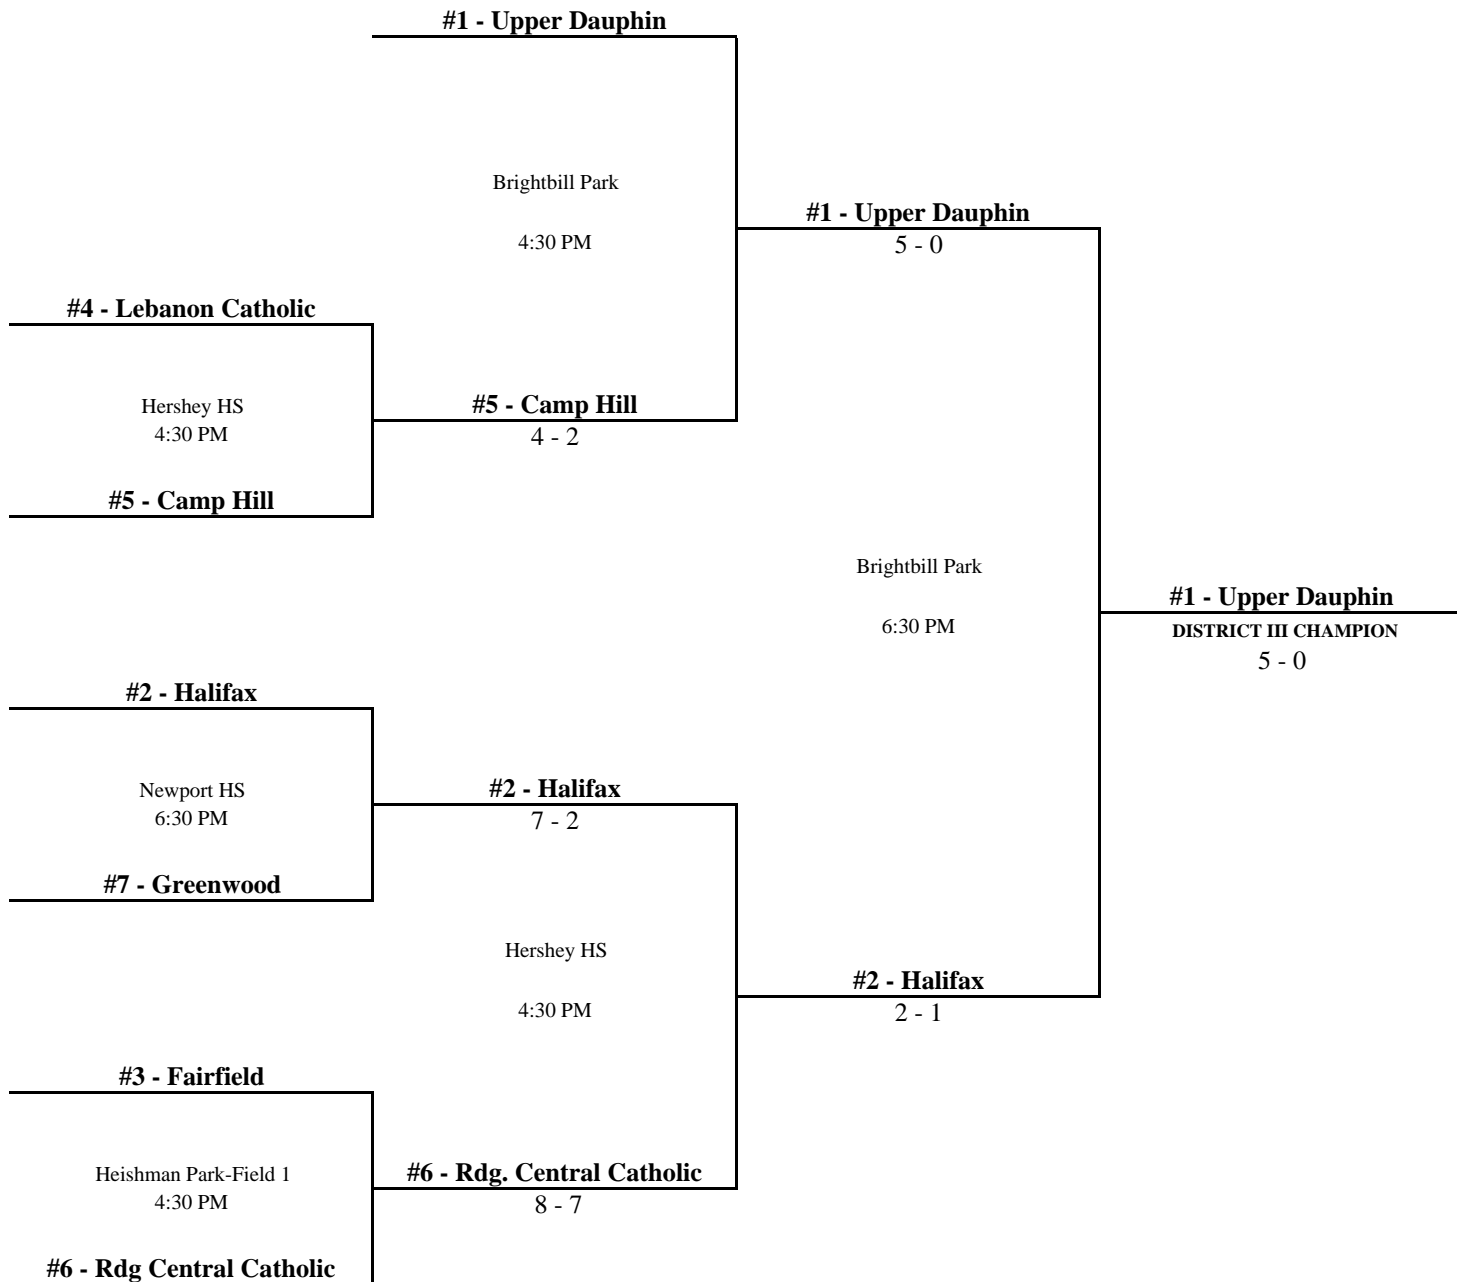 #1 - Upper Dauphin
Brightbill Park
#1 - Upper Dauphin
4:30 PM
5 - 0
#4 - Lebanon Catholic
Hershey HS
#5 - Camp Hill
4:30 PM
4 - 2
#5 - Camp Hill
Brightbill Park
#1 - Upper Dauphin
6:30 PM
DISTRICT III CHAMPION
5 - 0
#2 - Halifax
Newport HS
#2 - Halifax
6:30 PM
7 - 2
#7 - Greenwood
Hershey HS
#2 - Halifax
4:30 PM
2 - 1
#3 - Fairfield
Heishman Park-Field 1
#6 - Rdg. Central Catholic
4:30 PM
8 - 7
#6 - Rdg Central Catholic